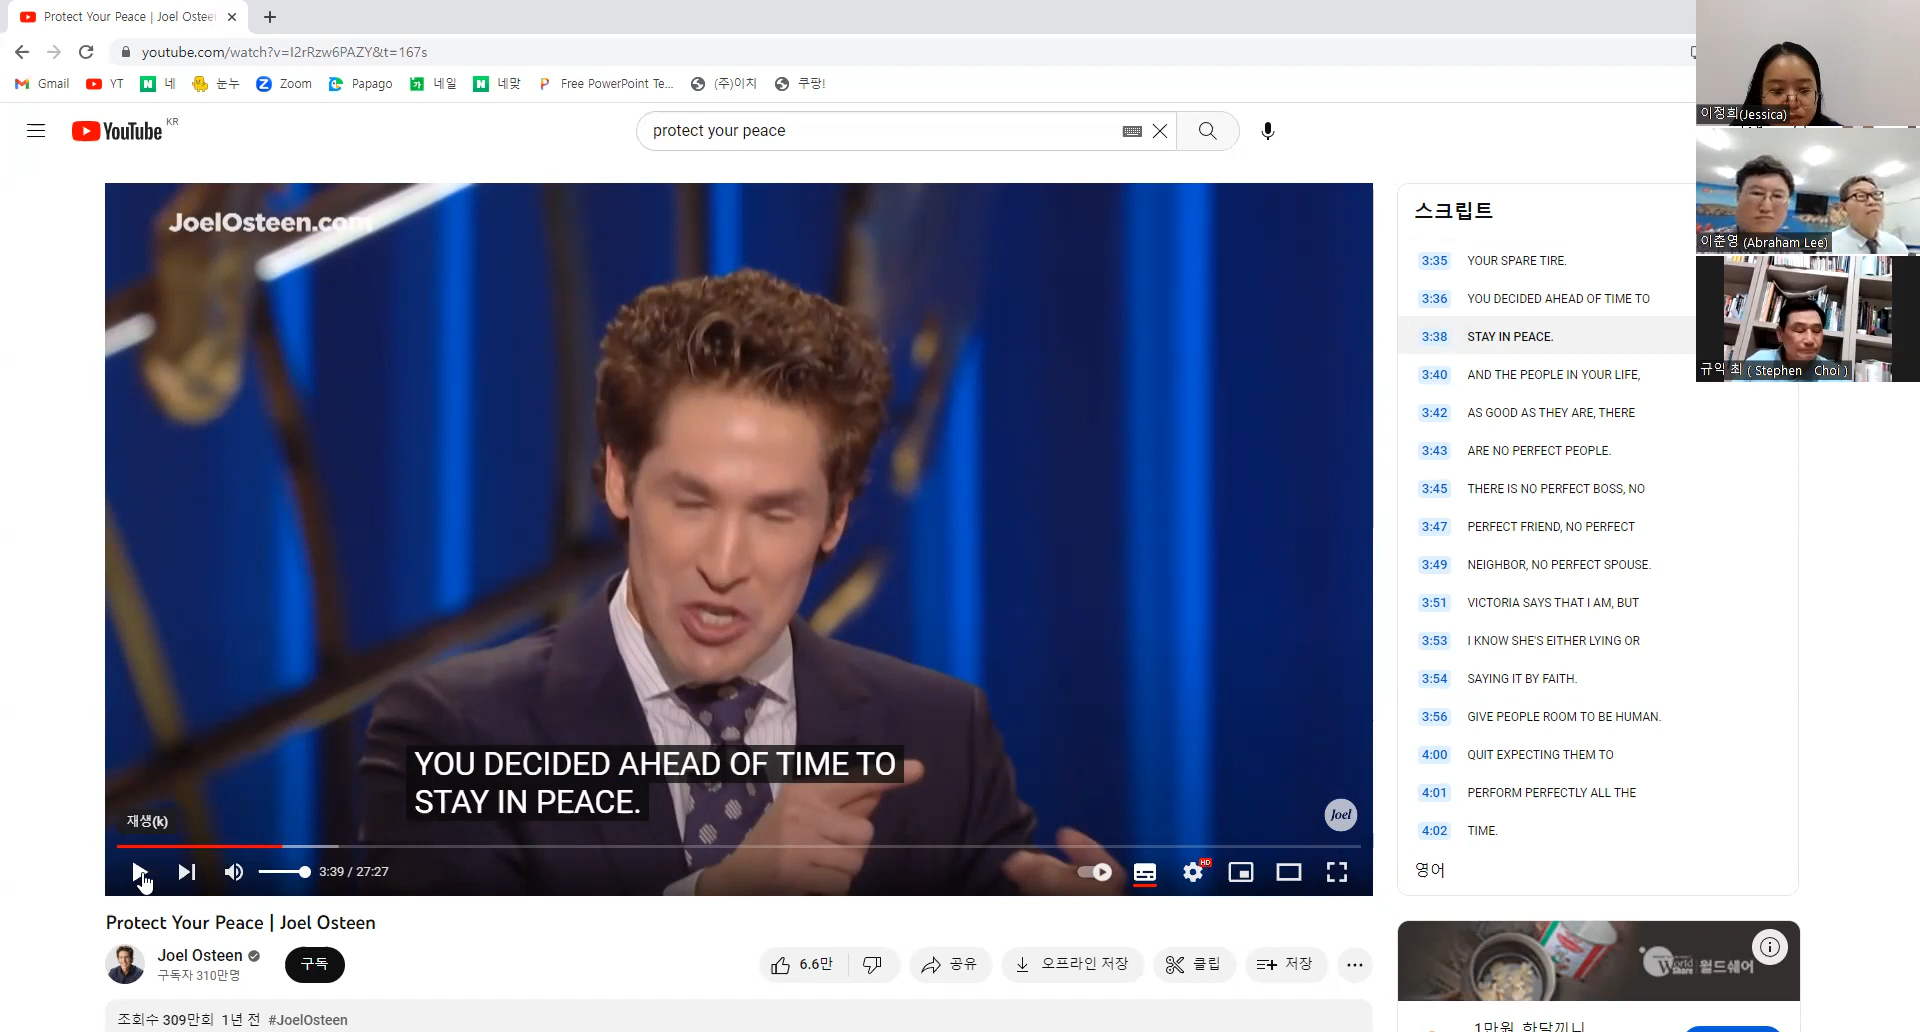 Protect Your Peace | Joel Ostee
youtube.com/watch?v=I2rRzw6PAZY&t=167s
Gmail
YT
네
눈누
Zoom
Papago
네일
네맞
Free PowerPoint Te...
(주)이치
쿠팡!
YouTube KR
protect your peace
이정희(Jessica)
이춘영 (Abraham Lee)
규익 최 ( Stephen Choi )
JoelOsteen.com
YOU DECIDED AHEAD OF TIME TO
STAY IN PEACE.
Joel
재생(k)
3:39 / 27:27
HD
스크립트
3:35 YOUR SPARE TIRE.
3:36 YOU DECIDED AHEAD OF TIME TO
3:38 STAY IN PEACE.
3:40 AND THE PEOPLE IN YOUR LIFE,
3:42 AS GOOD AS THEY ARE, THERE
3:43 ARE NO PERFECT PEOPLE.
3:45 THERE IS NO PERFECT BOSS, NO
3:47 PERFECT FRIEND, NO PERFECT
3:49 NEIGHBOR, NO PERFECT SPOUSE.
3:51 VICTORIA SAYS THAT I AM, BUT
3:53 I KNOW SHE'S EITHER LYING OR
3:54 SAYING IT BY FAITH.
3:56 GIVE PEOPLE ROOM TO BE HUMAN.
4:00 QUIT EXPECTING THEM TO
4:01 PERFORM PERFECTLY ALL THE
4:02 TIME.
영어
Protect Your Peace | Joel Osteen
Joel Osteen
구독자 310만명
구독
6.6만
공유
오프라인 저장
클립
저장
조회수 309만회 1년 전 #JoelOsteen
World Share 월드쉐어
1만원, 한달끼니